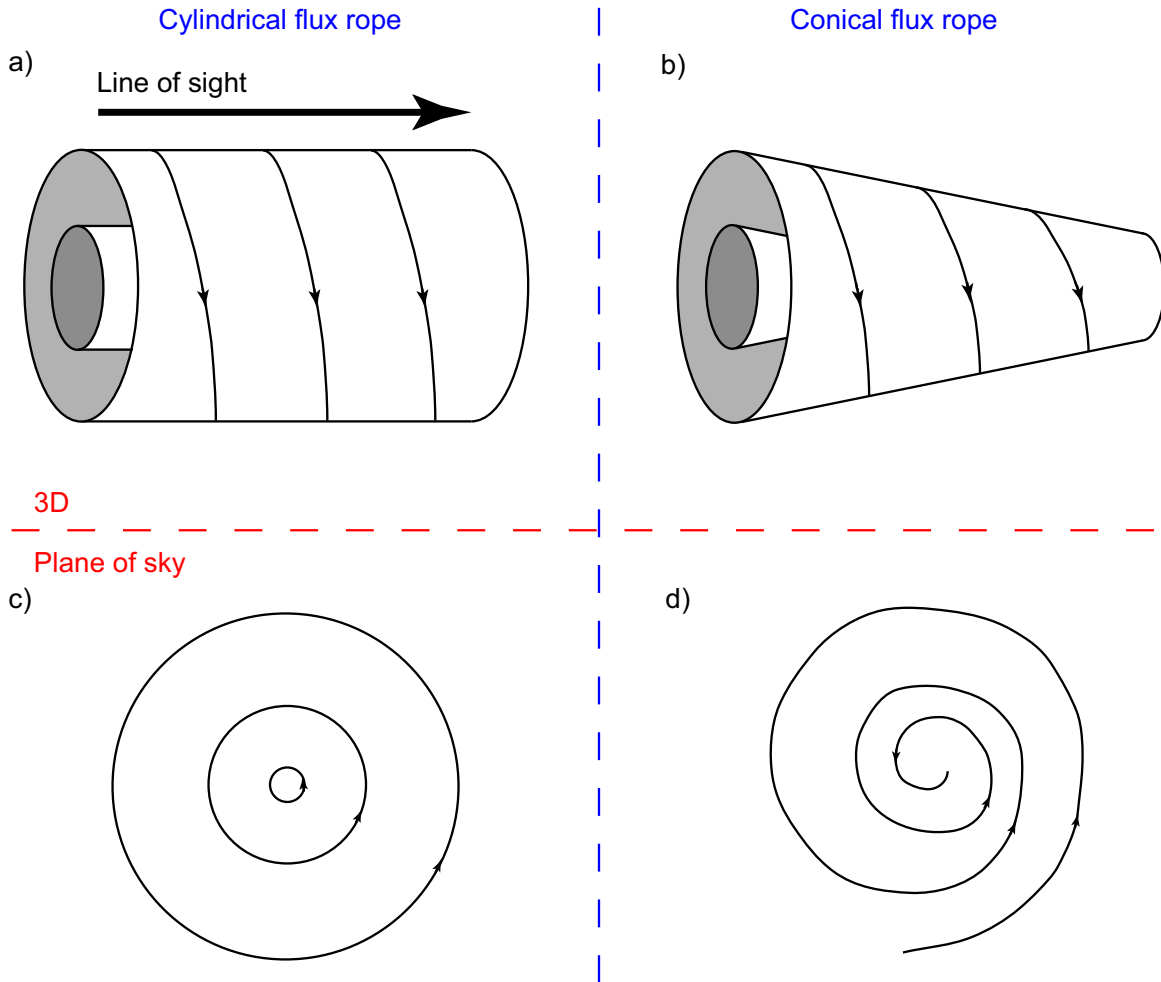 Cylindrical flux rope
Conical flux rope
a)
Line of sight
b)
3D
Plane of sky
c)
d)